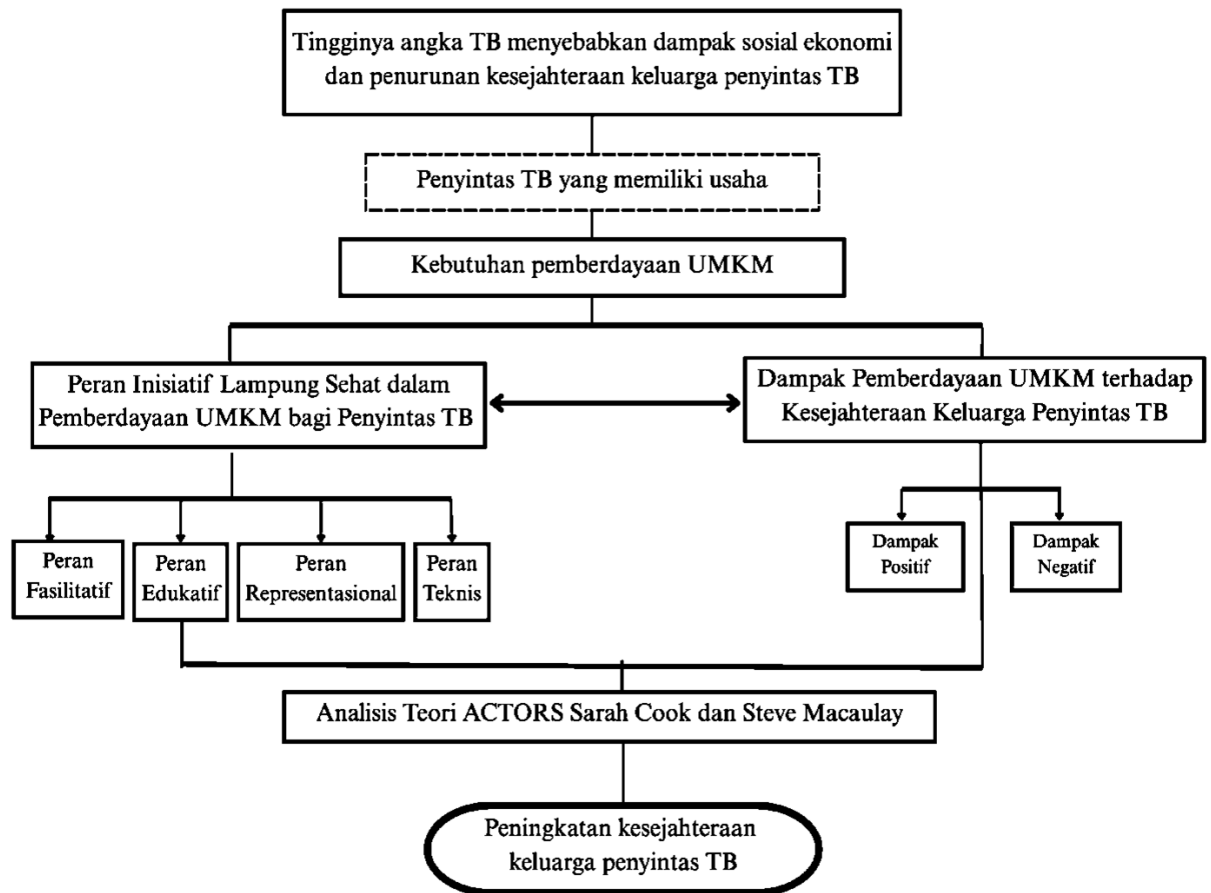 Tingginya angka TB menyebabkan dampak sosial ekonomi
dan penurunan kesejahteraan keluarga penyintas TB
Penyintas TB yang memiliki usaha
Kebutuhan pemberdayaan UMKM
Peran Inisiatif Lampung Sehat dalam
Pemberdayaan UMKM bagi Penyintas TB
Dampak Pemberdayaan UMKM terhadap
Kesejahteraan Keluarga Penyintas TB
Peran
Fasilitatif
Peran
Edukatif
Peran
Representasional
Peran
Teknis
Dampak
Positif
Dampak
Negatif
Analisis Teori ACTORS Sarah Cook dan Steve Macaulay
Peningkatan kesejahteraan
keluarga penyintas TB